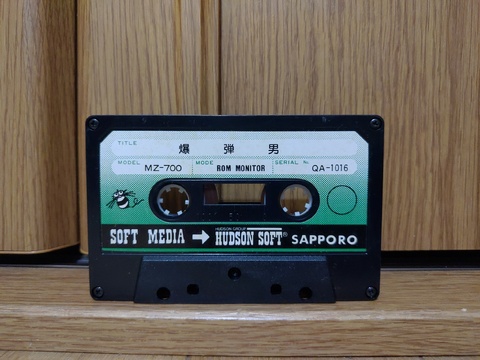 TITLE
爆弾男
MODEL MZ-700 MODE ROM MONITOR SERIAL No QA-1016
HUDSON GROUP
SOFT MEDIA → HUDSON SOFT® SAPPORO